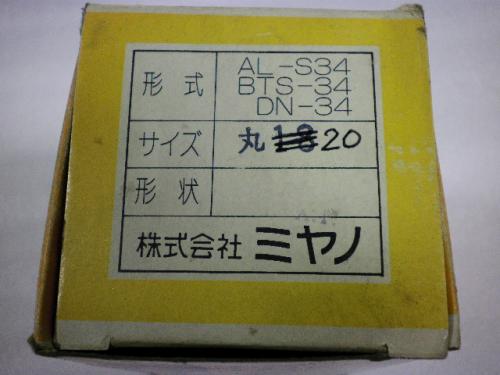 形式 AL-S34
BTS-34
DN-34
サイズ 丸 18 20
形状
株式会社 ミヤノ